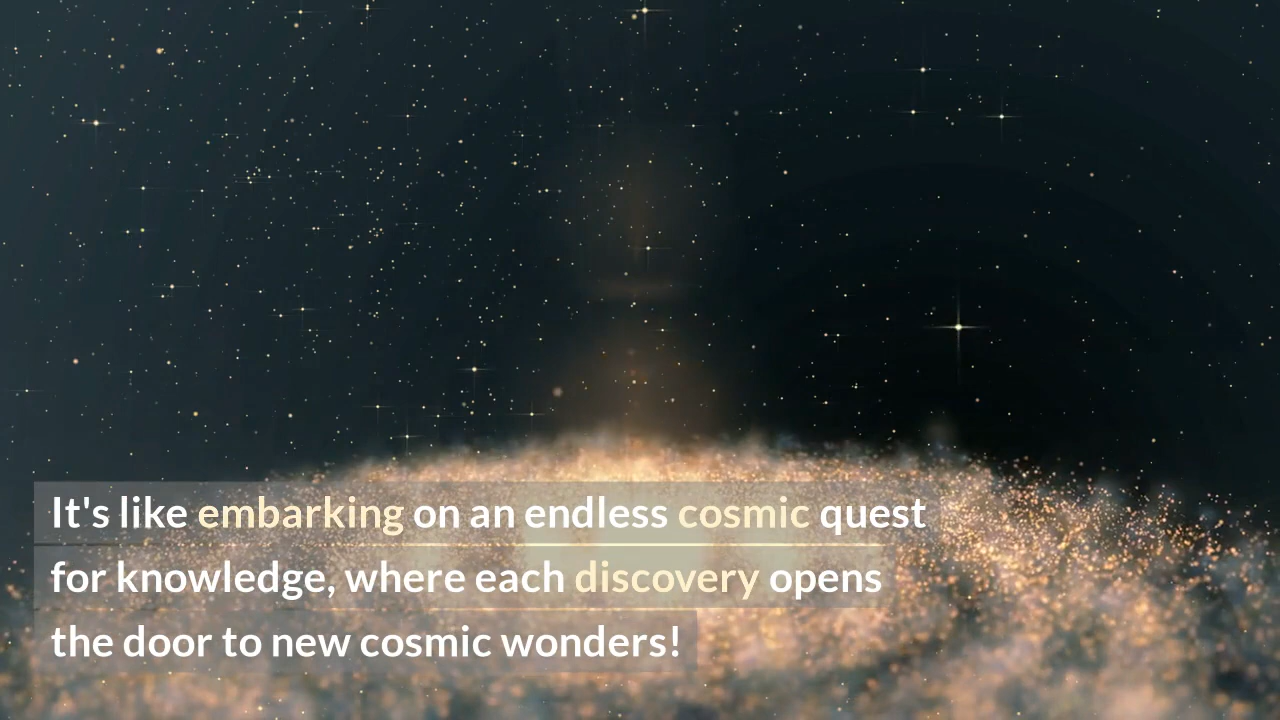 It's like embarking on an endless cosmic quest
for knowledge, where each discovery opens
the door to new cosmic wonders!